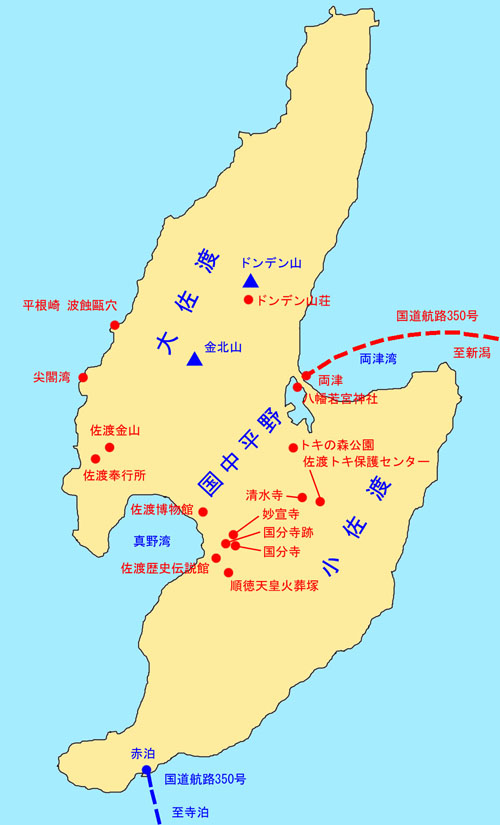 ドンデン山
大佐渡
ドンデン山荘
平根崎 波蝕甌穴
国道航路350号
金北山
両津湾
至新潟
尖閣湾
両津
八幡若宮神社
国中平野
佐渡金山
トキの森公園
佐渡トキ保護センター
佐渡奉行所
清水寺
小佐渡
佐渡博物館
妙宣寺
国分寺跡
真野湾
国分寺
佐渡歴史伝説館
順徳天皇火葬塚
赤泊
国道航路350号
至寺泊